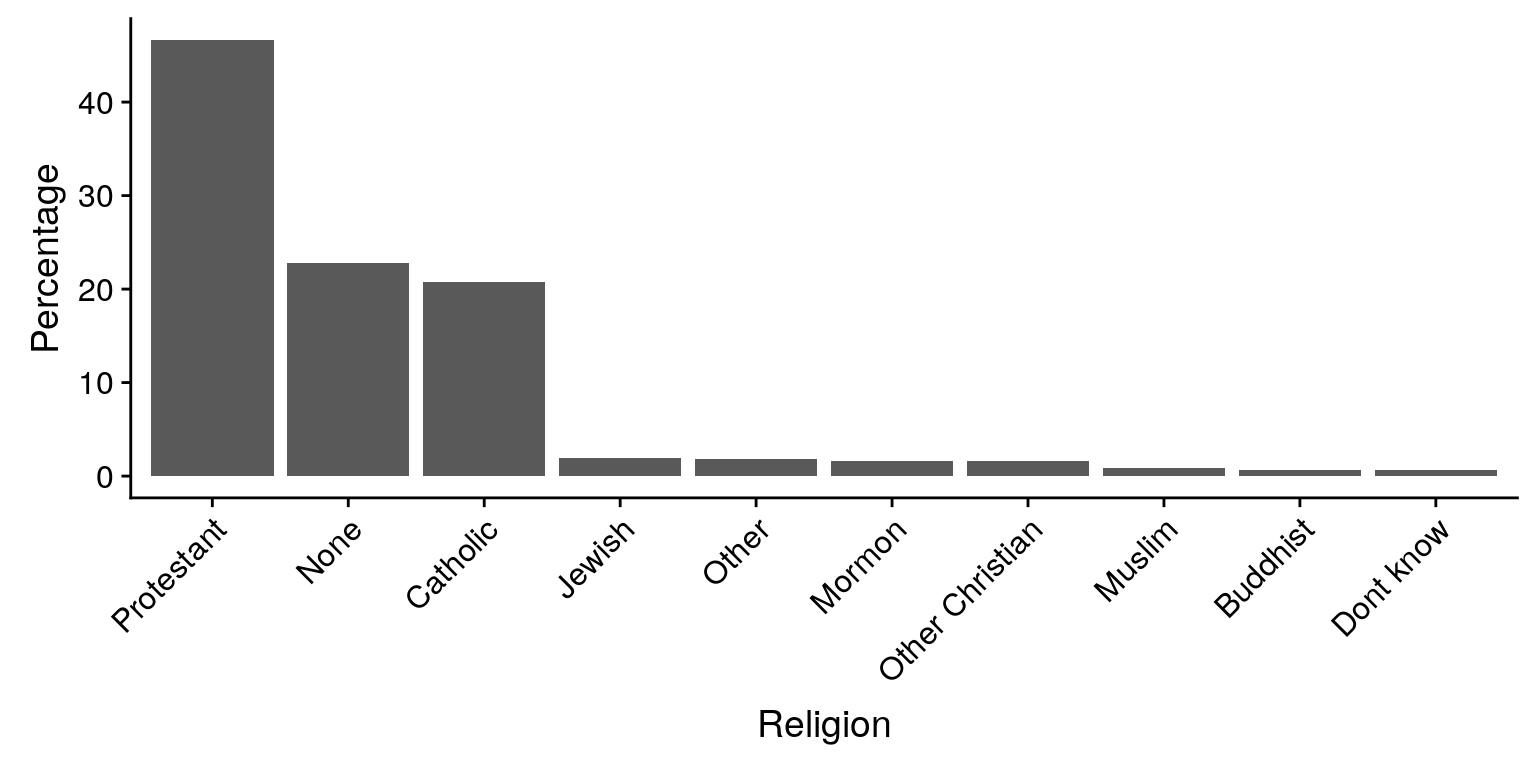 Percentage
40
30
20
10
0
Protestant
None
Catholic
Jewish
Other
Mormon
Other Christian
Muslim
Buddhist
Dont know
Religion